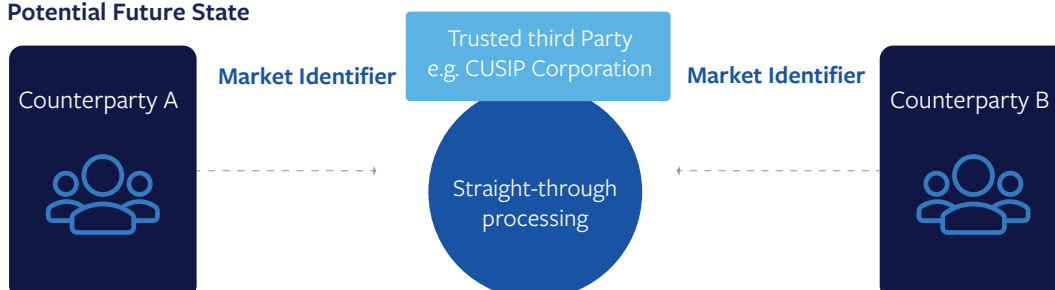 Potential Future State
Trusted third Party
e.g. CUSIP Corporation
Market Identifier
Market Identifier
Counterparty A
Counterparty B
Straight-through
processing